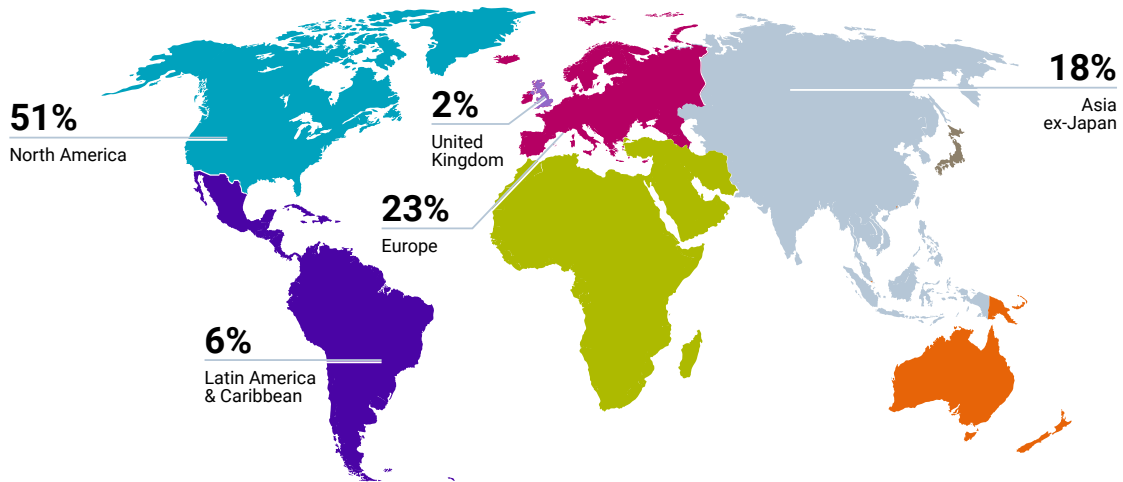 51%
North America
2%
United
Kingdom
18%
Asia
ex-Japan
23%
Europe
6%
Latin America
& Caribbean